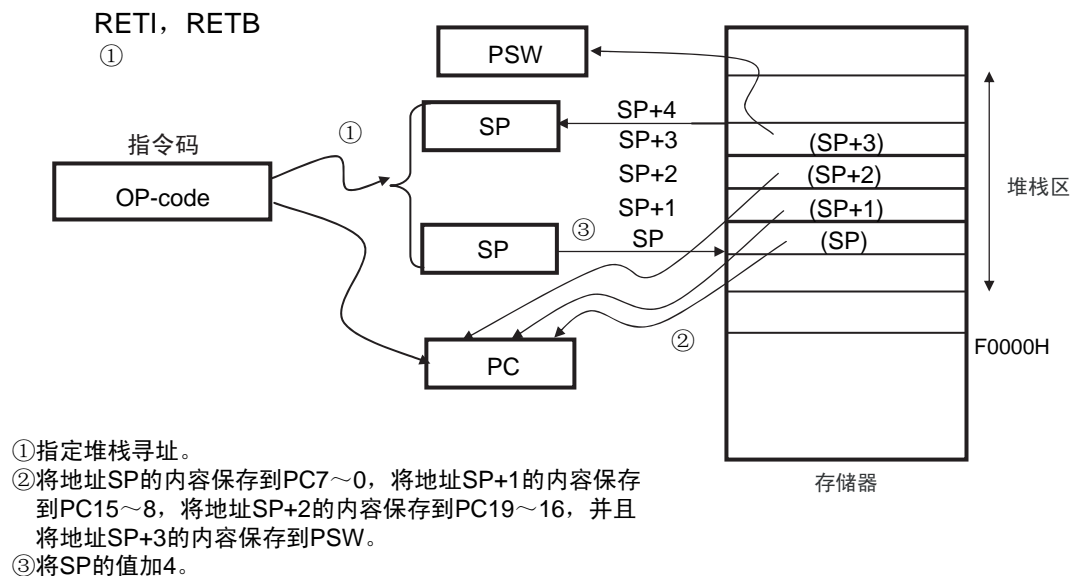 RETI，RETB
①
PSW
SP+4
SP
①
SP+3
(SP+3)
指令码
SP+2
(SP+2)
堆栈区
OP-code
SP+1
(SP+1)
③
SP
(SP)
SP
②
F0000H
PC
①指定堆栈寻址。
②将地址SP的内容保存到PC7～0，将地址SP+1的内容保存
到PC15～8，将地址SP+2的内容保存到PC19～16，并且
将地址SP+3的内容保存到PSW。
③将SP的值加4。
存储器